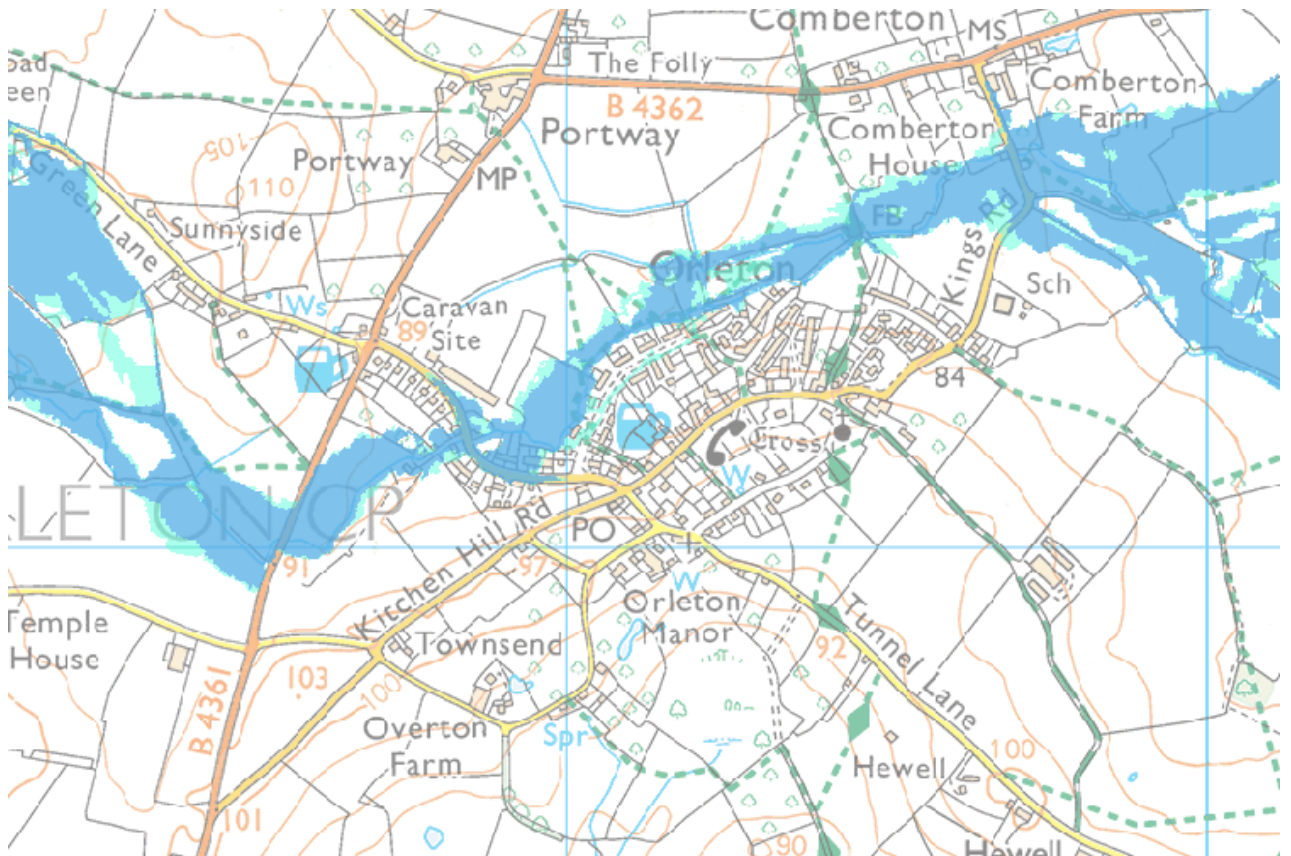 Comberton
MS
The Folly
oad
een
B 4362
Comberton
Farm
Portway
Comberton
House
105
Portway
110
MP
Green Lane
Sunnyside
FB
Kings Rd
Orleton
Sch
Ws
Caravan
Site
89
84
Cross
W
LETON CP
PO
91
97
Kitchen Hill Rd
W
Orleton
Manor
Temple
House
Townsend
Tunnel Lane
92
103
100
B 4361
Overton
Farm
Spr
Hewell
100
101
90
Hewell